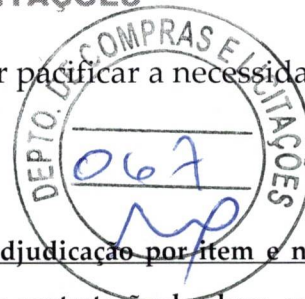 r pacificar a necessida
DEPTO. DE COMPRAS E LICITAÇÕES
067
djudicação por item e n